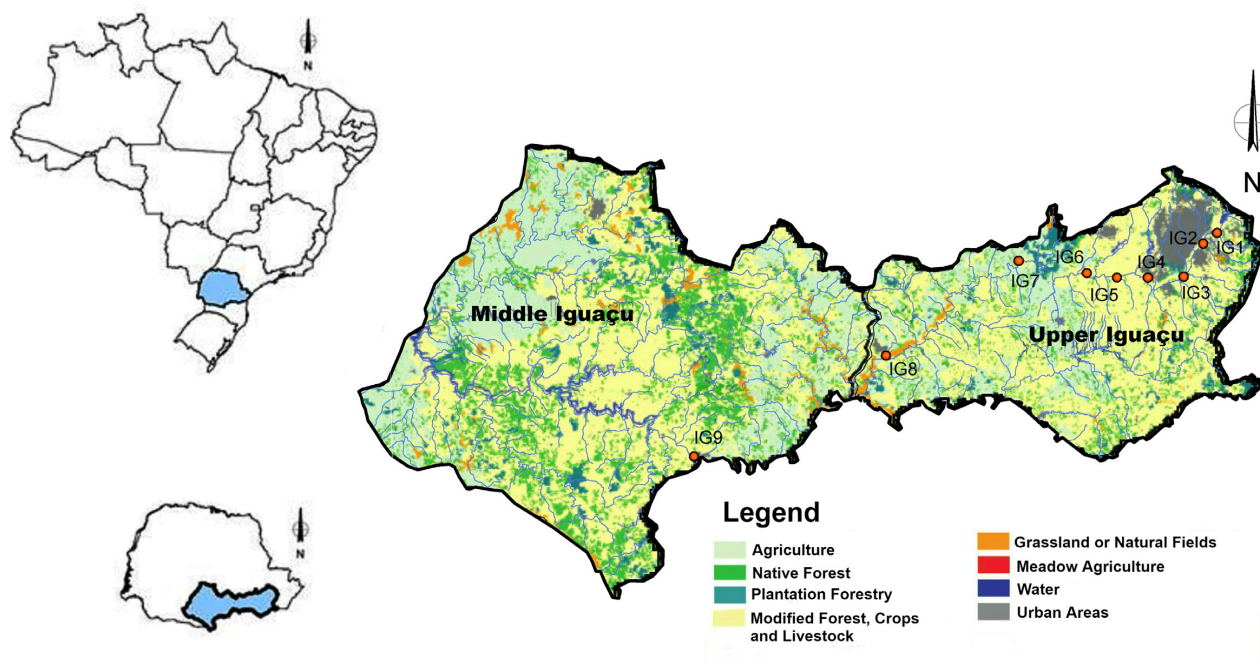 N
N
IG2
IG1
IG6
IG4
IG7
IG5
IG3
Middle Iguaçu
Upper Iguaçu
IG8
IG9
N
Legend
Agriculture
Native Forest
Plantation Forestry
Modified Forest, Crops
and Livestock
Grassland or Natural Fields
Meadow Agriculture
Water
Urban Areas